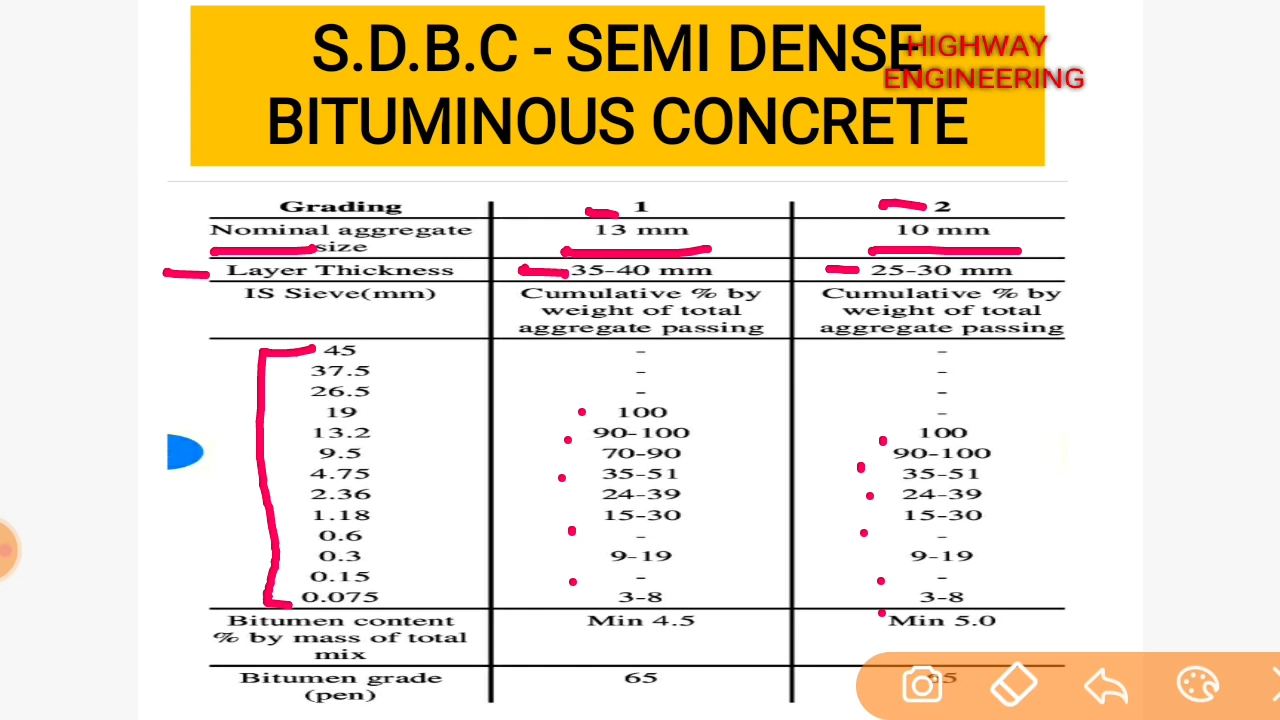 S.D.B.C - SEMI DENSE
HIGHWAY
ENGINEERING
BITUMINOUS CONCRETE
Grading 1 2
Nominal aggregate 13 mm 10 mm
size
Layer Thickness 35-40 mm 25-30 mm
IS Sieve(mm) Cumulative % by Cumulative % by
weight of total weight of total
aggregate passing aggregate passing
45 - -
37.5 - -
26.5 - -
19 100 -
13.2 90-100 100
9.5 70-90 90-100
4.75 35-51 35-51
2.36 24-39 24-39
1.18 15-30 15-30
0.6 - -
0.3 9-19 9-19
0.15 - -
0.075 3-8 3-8
Bitumen content Min 4.5 Min 5.0
% by mass of total
mix
Bitumen grade 65
(pen)